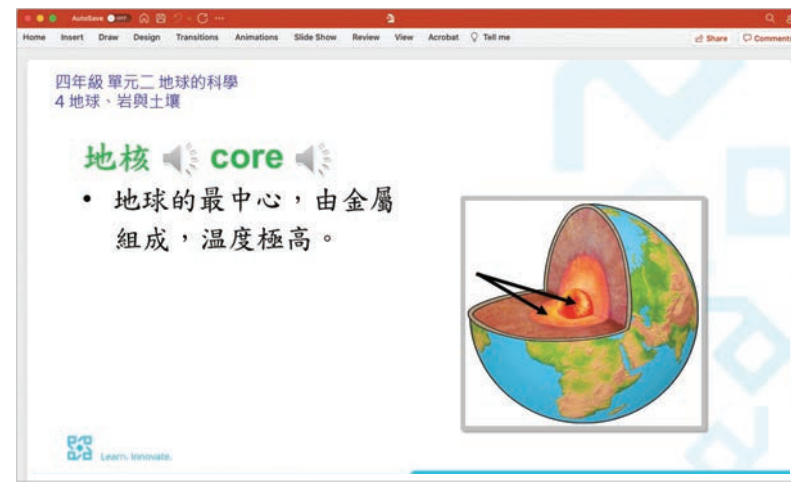 AutoSave OFF
Home Insert Draw Design Transitions Animations Slide Show Review View Acrobat Tell me Share Comments
四年級 單元二 地球的科學
4 地球、岩與土壤
地核 core
• 地球的最中心，由金屬
組成，溫度極高。
Learn. Innovate.